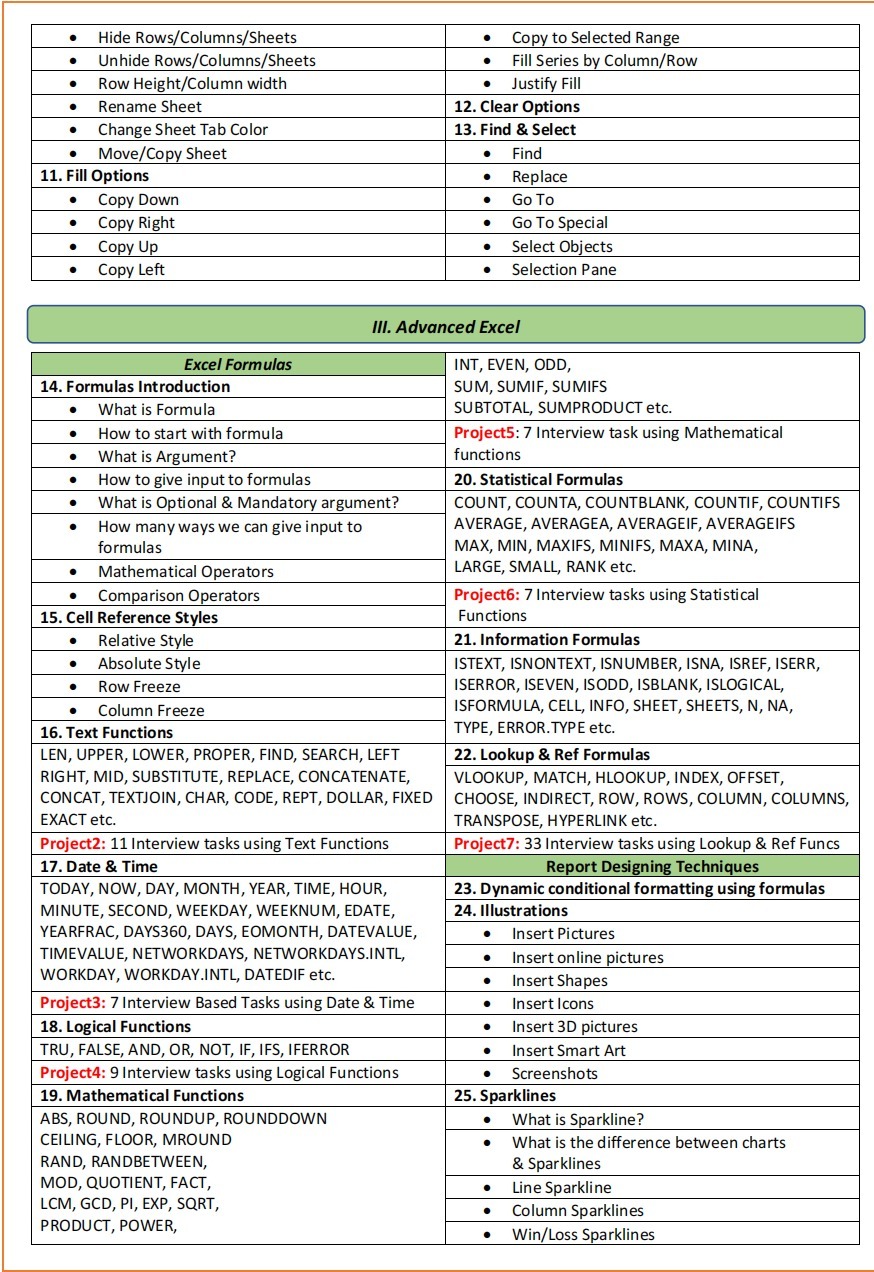 • Hide Rows/Columns/Sheets
• Unhide Rows/Columns/Sheets
• Row Height/Column width
• Rename Sheet
• Change Sheet Tab Color
• Move/Copy Sheet
11. Fill Options
• Copy Down
• Copy Right
• Copy Up
• Copy Left
• Copy to Selected Range
• Fill Series by Column/Row
• Justify Fill
12. Clear Options
13. Find & Select
• Find
• Replace
• Go To
• Go To Special
• Select Objects
• Selection Pane
III. Advanced Excel
Excel Formulas
14. Formulas Introduction
• What is Formula
• How to start with formula
• What is Argument?
• How to give input to formulas
• What is Optional & Mandatory argument?
• How many ways we can give input to
formulas
• Mathematical Operators
• Comparison Operators
15. Cell Reference Styles
• Relative Style
• Absolute Style
• Row Freeze
• Column Freeze
16. Text Functions
LEN, UPPER, LOWER, PROPER, FIND, SEARCH, LEFT
RIGHT, MID, SUBSTITUTE, REPLACE, CONCATENATE,
CONCAT, TEXTJOIN, CHAR, CODE, REPT, DOLLAR, FIXED
EXACT etc.
Project2: 11 Interview tasks using Text Functions
17. Date & Time
TODAY, NOW, DAY, MONTH, YEAR, TIME, HOUR,
MINUTE, SECOND, WEEKDAY, WEEKNUM, EDATE,
YEARFRAC, DAYS360, DAYS, EOMONTH, DATEVALUE,
TIMEVALUE, NETWORKDAYS, NETWORKDAYS.INTL,
WORKDAY, WORKDAY.INTL, DATEDIF etc.
Project3: 7 Interview Based Tasks using Date & Time
18. Logical Functions
TRU, FALSE, AND, OR, NOT, IF, IFS, IFERROR
Project4: 9 Interview tasks using Logical Functions
19. Mathematical Functions
ABS, ROUND, ROUNDUP, ROUNDDOWN
CEILING, FLOOR, MROUND
RAND, RANDBETWEEN,
MOD, QUOTIENT, FACT,
LCM, GCD, PI, EXP, SQRT,
PRODUCT, POWER,
INT, EVEN, ODD,
SUM, SUMIF, SUMIFS
SUBTOTAL, SUMPRODUCT etc.
Project5: 7 Interview task using Mathematical
functions
20. Statistical Formulas
COUNT, COUNTA, COUNTBLANK, COUNTIF, COUNTIFS
AVERAGE, AVERAGEA, AVERAGEIF, AVERAGEIFS
MAX, MIN, MAXIFS, MINIFS, MAXA, MINA,
LARGE, SMALL, RANK etc.
Project6: 7 Interview tasks using Statistical
Functions
21. Information Formulas
ISTEXT, ISNONTEXT, ISNUMBER, ISNA, ISREF, ISERR,
ISERROR, ISEVEN, ISODD, ISBLANK, ISLOGICAL,
ISFORMULA, CELL, INFO, SHEET, SHEETS, N, NA,
TYPE, ERROR.TYPE etc.
22. Lookup & Ref Formulas
VLOOKUP, MATCH, HLOOKUP, INDEX, OFFSET,
CHOOSE, INDIRECT, ROW, ROWS, COLUMN, COLUMNS,
TRANSPOSE, HYPERLINK etc.
Project7: 33 Interview tasks using Lookup & Ref Funcs
Report Designing Techniques
23. Dynamic conditional formatting using formulas
24. Illustrations
• Insert Pictures
• Insert online pictures
• Insert Shapes
• Insert Icons
• Insert 3D pictures
• Insert Smart Art
• Screenshots
25. Sparklines
• What is Sparkline?
• What is the difference between charts
& Sparklines
• Line Sparkline
• Column Sparklines
• Win/Loss Sparklines